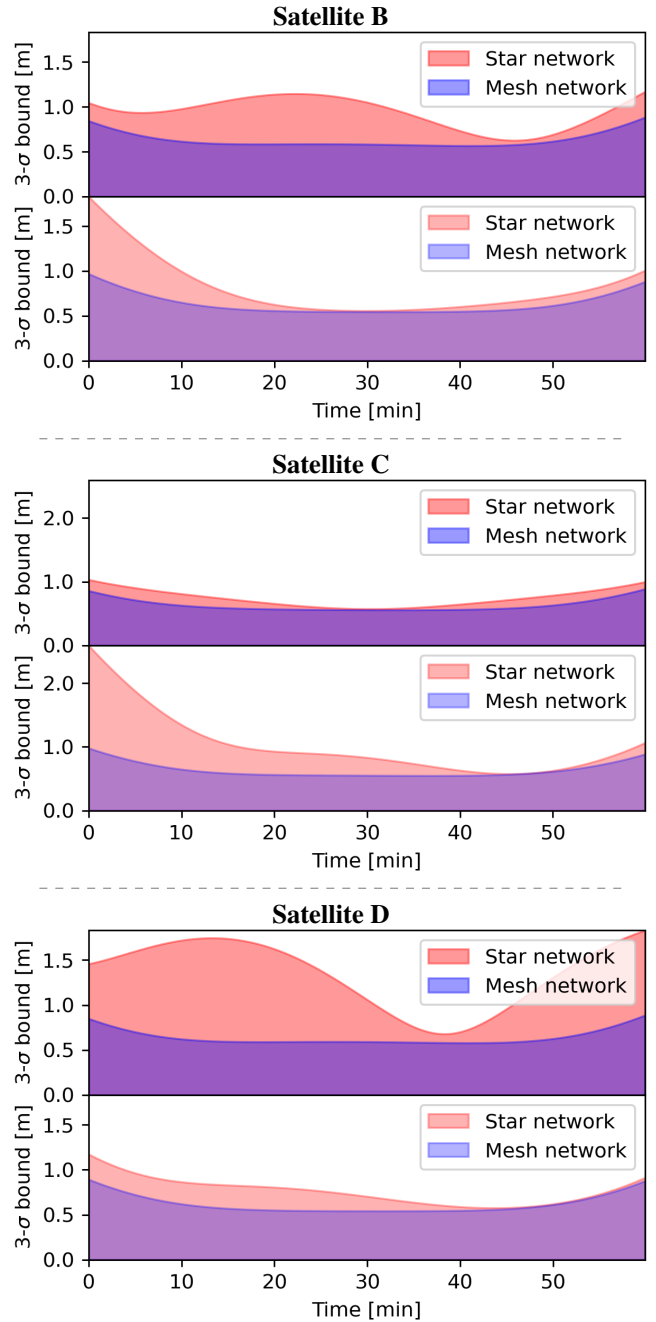 Satellite B
3-σ bound [m]
1.5
1.0
0.5
0.0
Star network
Mesh network
3-σ bound [m]
1.5
1.0
0.5
0.0
Star network
Mesh network
0 10 20 30 40 50
Time [min]
Satellite C
3-σ bound [m]
2.0
1.0
0.0
Star network
Mesh network
3-σ bound [m]
2.0
1.0
0.0
Star network
Mesh network
0 10 20 30 40 50
Time [min]
Satellite D
3-σ bound [m]
1.5
1.0
0.5
0.0
Star network
Mesh network
3-σ bound [m]
1.5
1.0
0.5
0.0
Star network
Mesh network
0 10 20 30 40 50
Time [min]